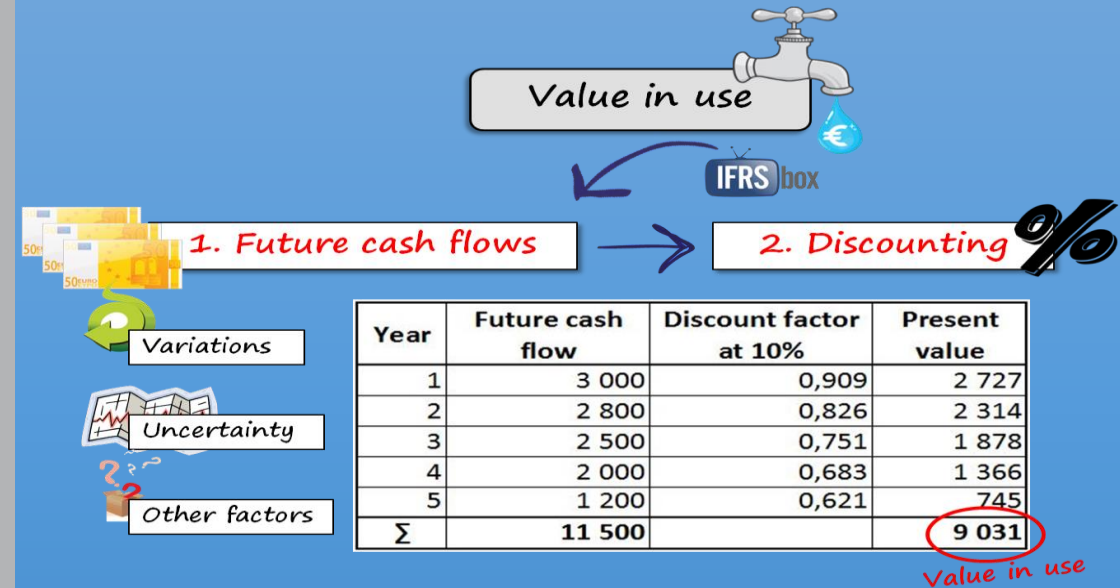 Value in use
€
IFRS box
1. Future cash flows
2. Discounting %
50 EURO
Variations
Uncertainty
Other factors
Year Future cash flow Discount factor at 10% Present value
1 3 000 0,909 2 727
2 2 800 0,826 2 314
3 2 500 0,751 1 878
4 2 000 0,683 1 366
5 1 200 0,621 745
Σ 11 500 9 031
Value in use